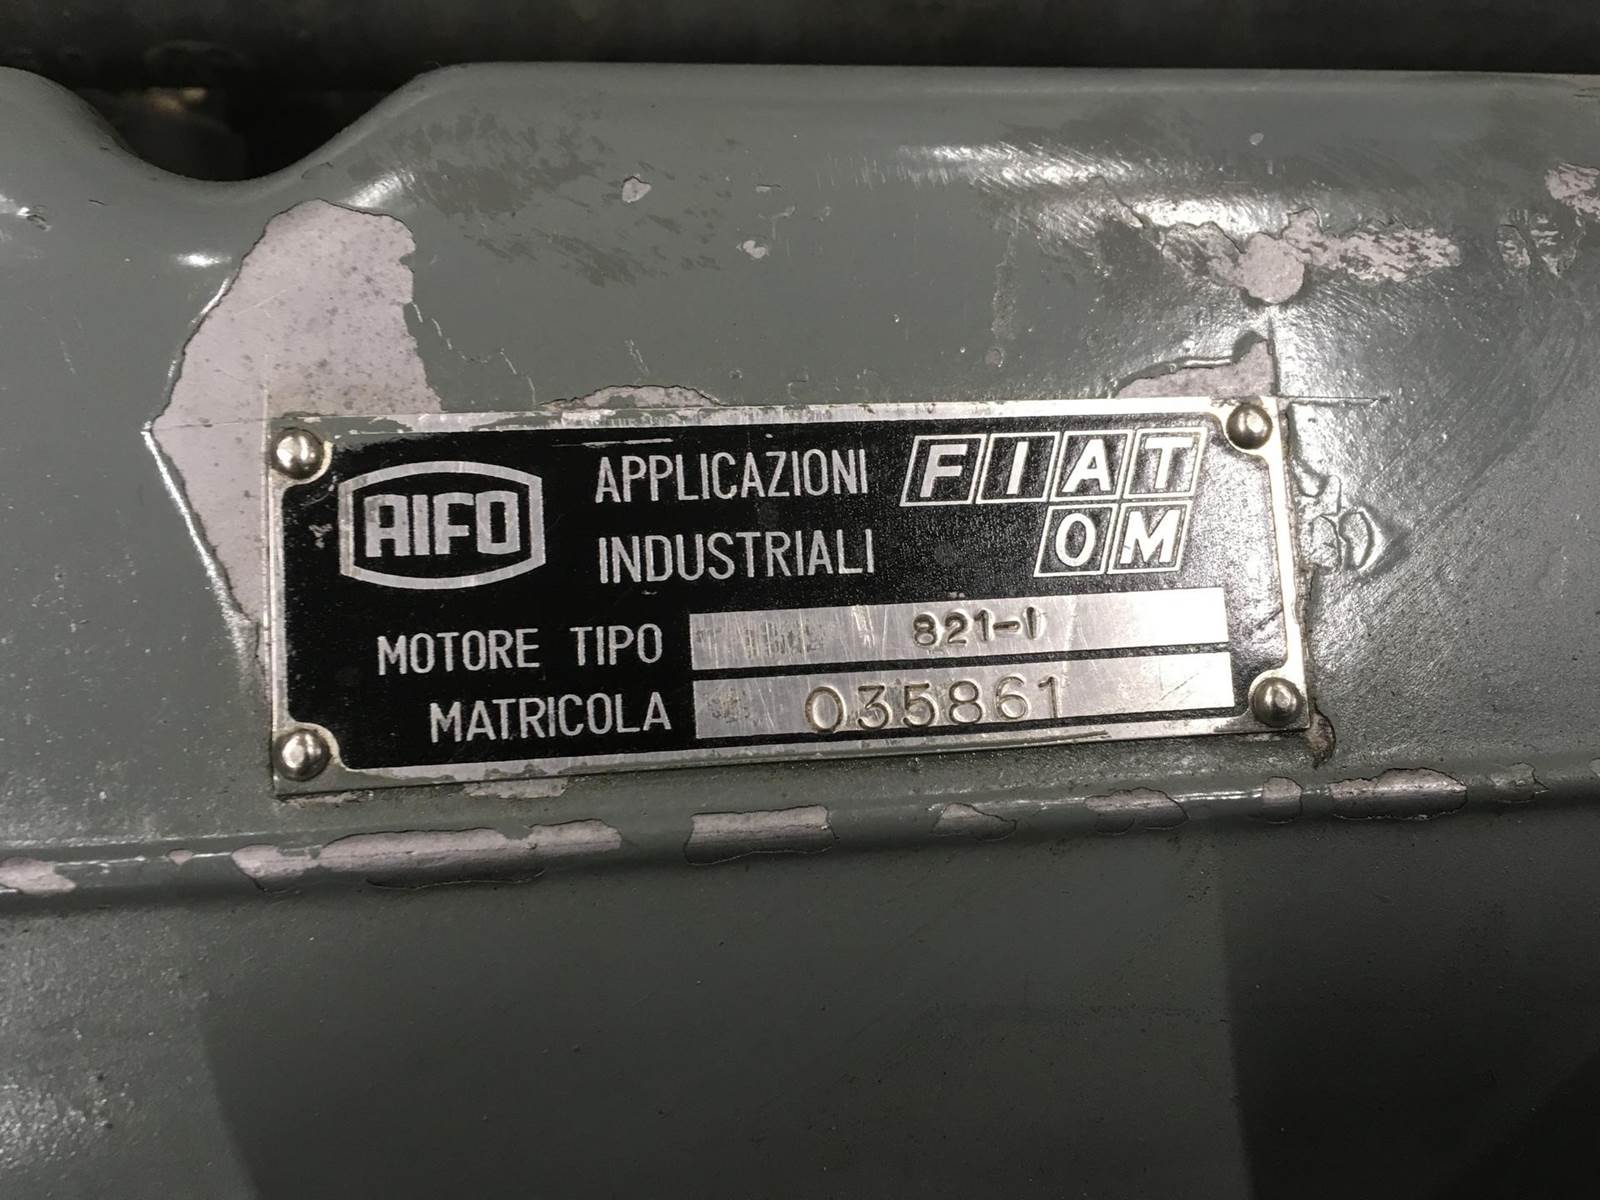 AIFO
APPLICAZIONI
INDUSTRIALI
FIAT
OM
MOTORE TIPO 821-I
MATRICOLA 035861